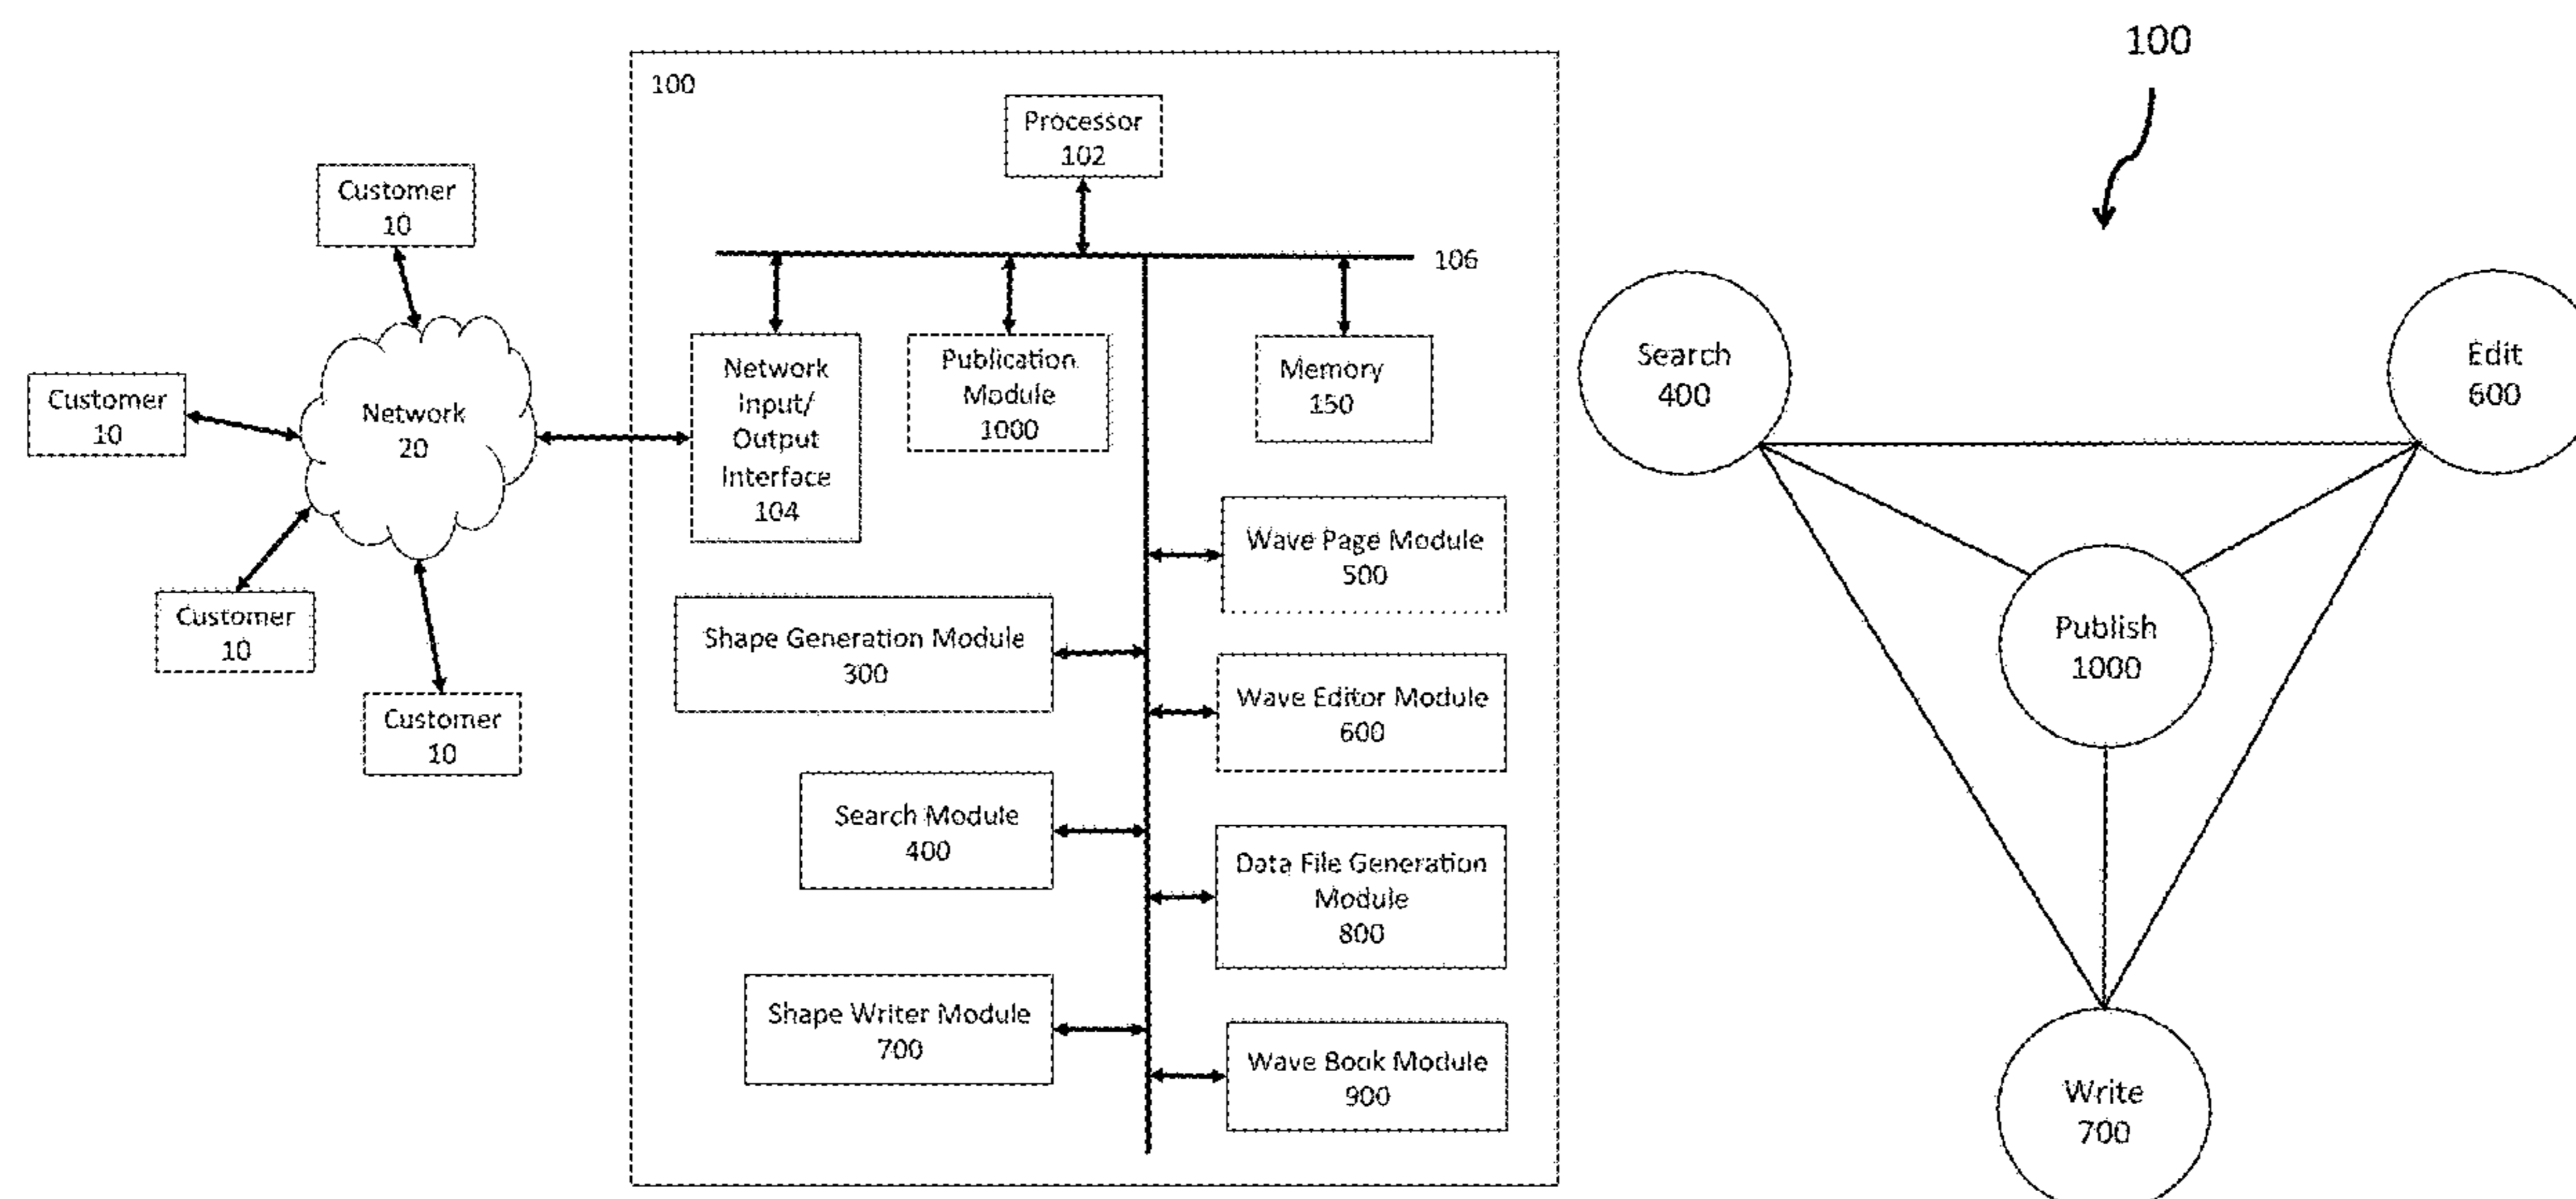 100
Processor
102
106
Customer
10
Customer
10
Network
20
Customer
10
Customer
10
Network
Input/
Output
Interface
104
Publication
Module
1000
Memory
150
Wave Page Module
500
Shape Generation Module
300
Wave Editor Module
600
Search Module
400
Data File Generation
Module
800
Shape Writer Module
700
Wave Book Module
900
100
Search
400
Edit
600
Publish
1000
Write
700